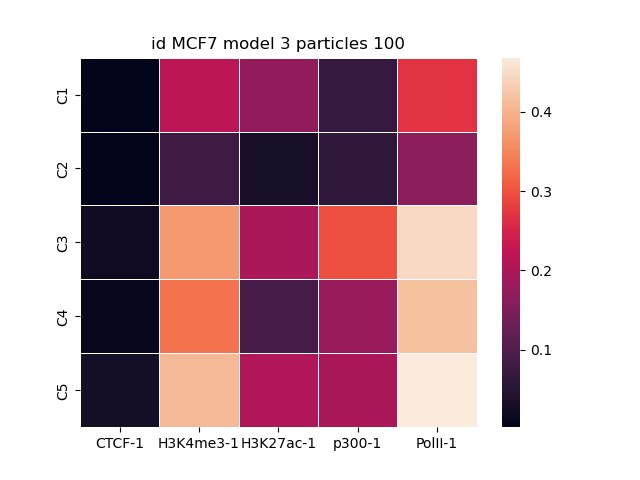 id MCF7 model 3 particles 100
C1
C2
C3
C4
C5
CTCF-1 H3K4me3-1 H3K27ac-1 p300-1 PolII-1
0.4
0.3
0.2
0.1